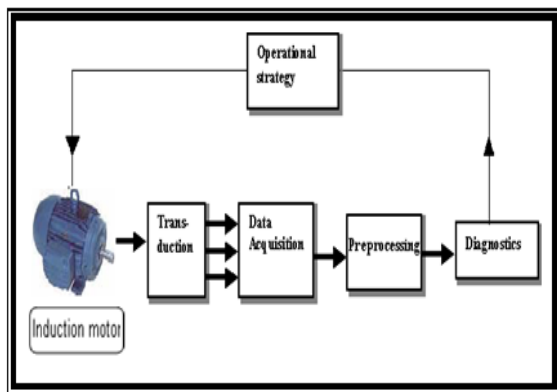 Operational
strategy
Trans-
duction
Data
Acquisition
Preprocessing
Diagnostics
Induction motor